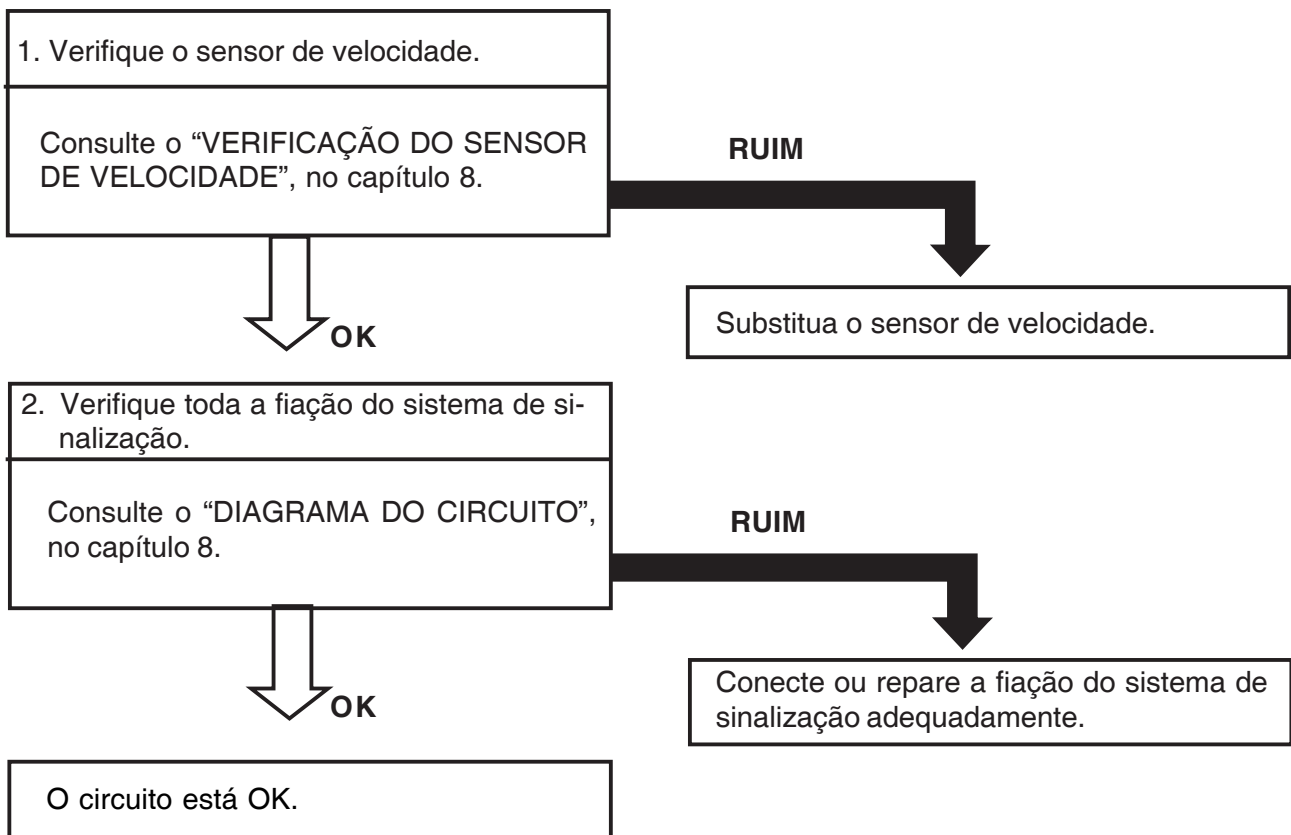 1. Verifique o sensor de velocidade.
Consulte o “VERIFICAÇÃO DO SENSOR
DE VELOCIDADE”, no capítulo 8.
RUIM
Substitua o sensor de velocidade.
OK
2. Verifique toda a fiação do sistema de si-
nalização.
Consulte o “DIAGRAMA DO CIRCUITO”,
no capítulo 8.
RUIM
Conecte ou repare a fiação do sistema de
sinalização adequadamente.
OK
O circuito está OK.